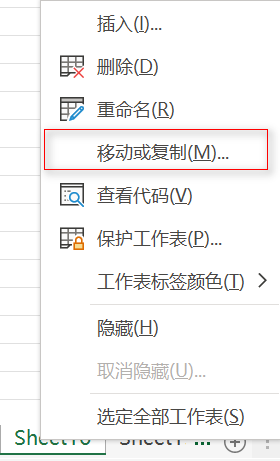 插入(I)...
删除(D)
重命名(R)
移动或复制(M)...
查看代码(V)
保护工作表(P)...
工作表标签颜色(T)
隐藏(H)
取消隐藏(U)...
选定全部工作表(S)